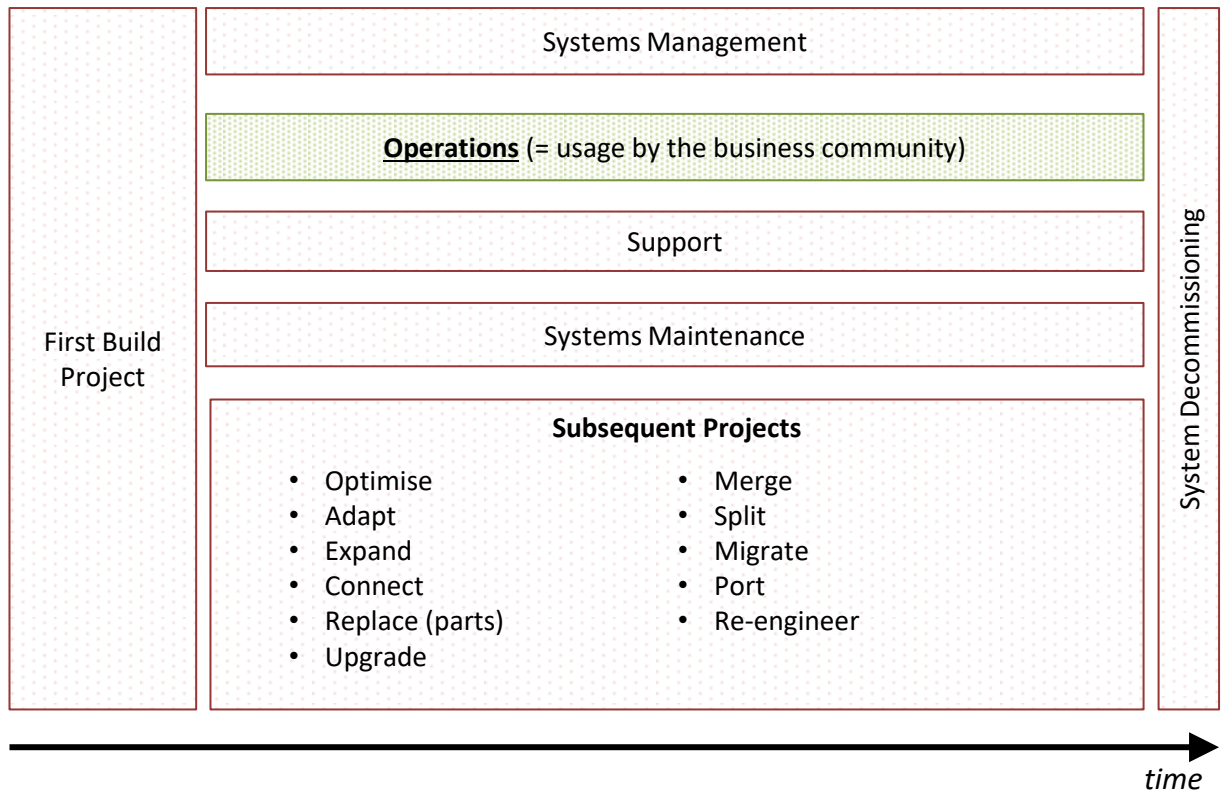 Systems Management
Operations (= usage by the business community)
Support
Systems Maintenance
First Build
Project
Subsequent Projects
• Optimise
• Adapt
• Expand
• Connect
• Replace (parts)
• Upgrade
• Merge
• Split
• Migrate
• Port
• Re-engineer
System Decommissioning
time